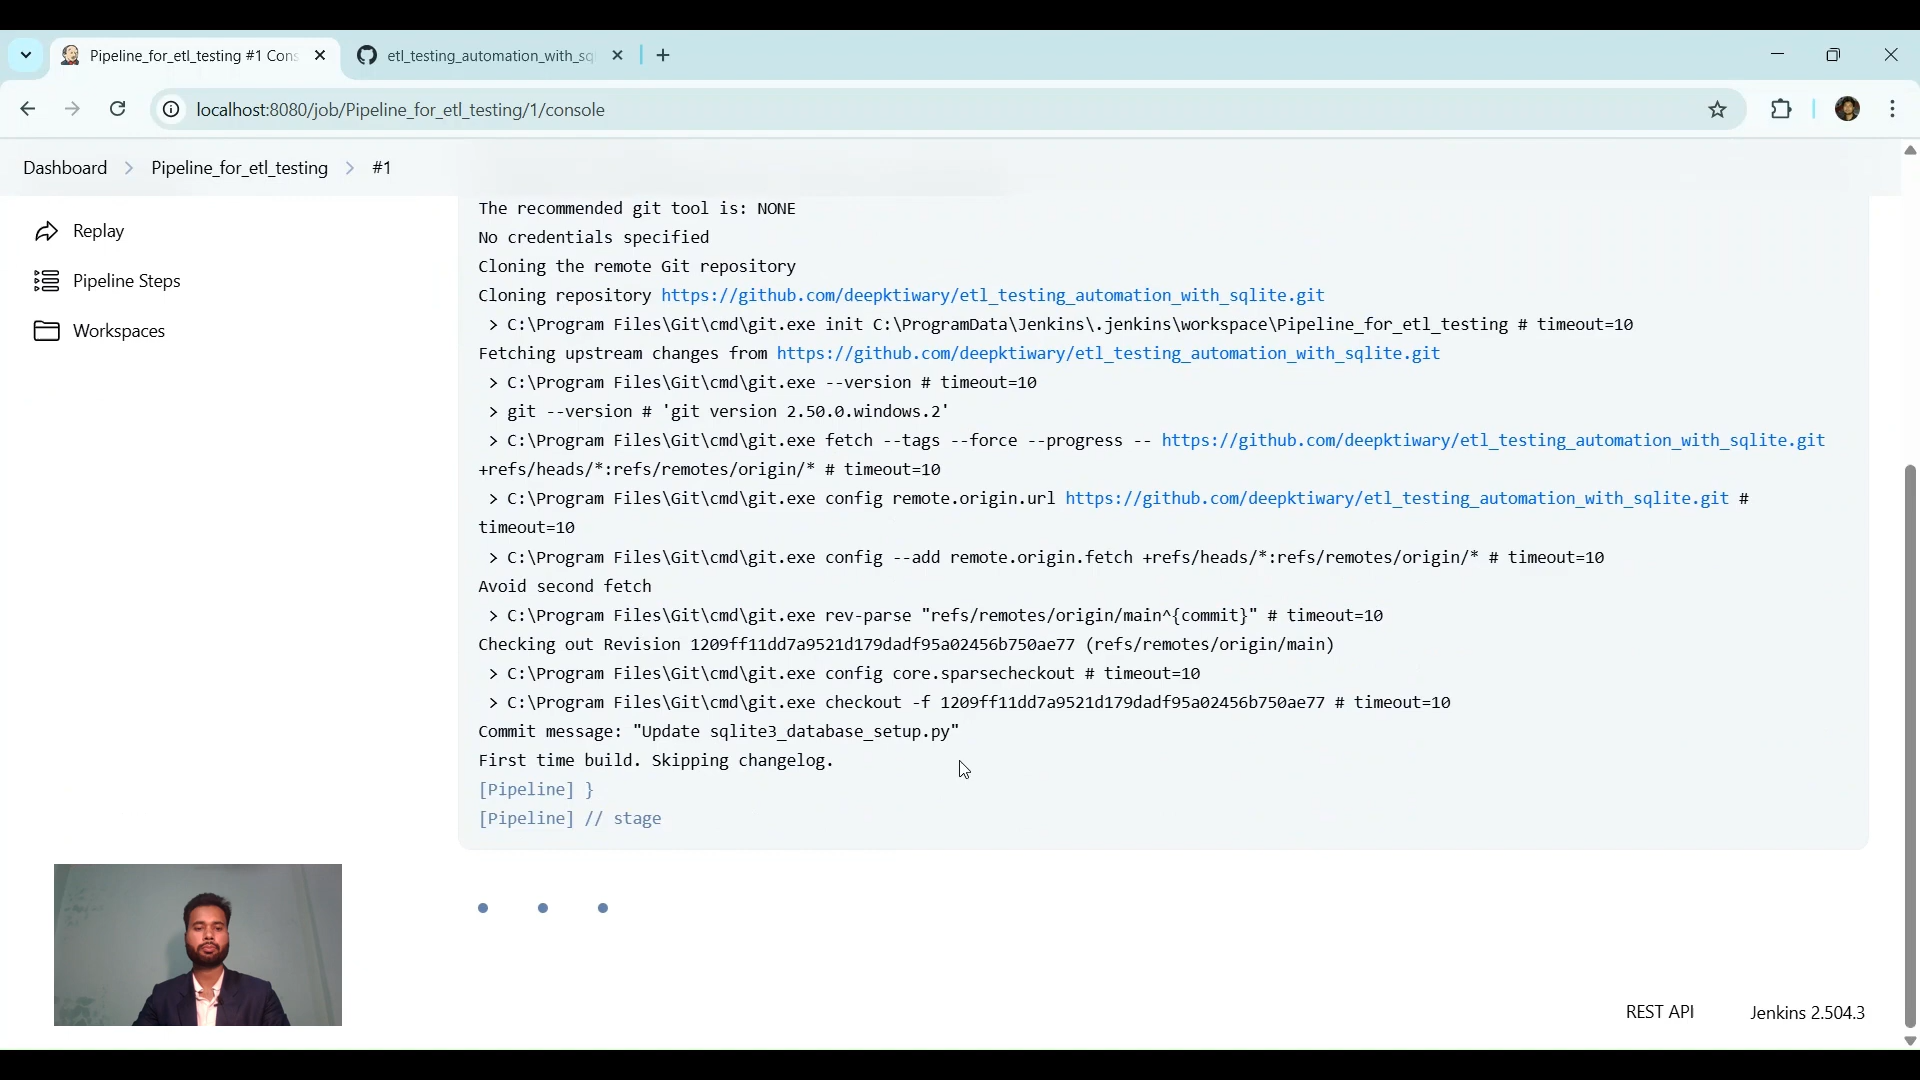 Pipeline_for_etl_testing #1 Cons
etl_testing_automation_with_sq
localhost:8080/job/Pipeline_for_etl_testing/1/console
Dashboard
Pipeline_for_etl_testing
#1
Replay
Pipeline Steps
Workspaces
The recommended git tool is: NONE
No credentials specified
Cloning the remote Git repository
Cloning repository https://github.com/deepktiwary/etl_testing_automation_with_sqlite.git
> C:\Program Files\Git\cmd\git.exe init C:\ProgramData\Jenkins\.jenkins\workspace\Pipeline_for_etl_testing # timeout=10
Fetching upstream changes from https://github.com/deepktiwary/etl_testing_automation_with_sqlite.git
> C:\Program Files\Git\cmd\git.exe --version # timeout=10
> git --version # 'git version 2.50.0.windows.2'
> C:\Program Files\Git\cmd\git.exe fetch --tags --force --progress -- https://github.com/deepktiwary/etl_testing_automation_with_sqlite.git
+refs/heads/*:refs/remotes/origin/* # timeout=10
> C:\Program Files\Git\cmd\git.exe config remote.origin.url https://github.com/deepktiwary/etl_testing_automation_with_sqlite.git #
timeout=10
> C:\Program Files\Git\cmd\git.exe config --add remote.origin.fetch +refs/heads/*:refs/remotes/origin/* # timeout=10
Avoid second fetch
> C:\Program Files\Git\cmd\git.exe rev-parse "refs/remotes/origin/main^{commit}" # timeout=10
Checking out Revision 1209ff11dd7a9521d179dadf95a02456b750ae77 (refs/remotes/origin/main)
> C:\Program Files\Git\cmd\git.exe config core.sparsecheckout # timeout=10
> C:\Program Files\Git\cmd\git.exe checkout -f 1209ff11dd7a9521d179dadf95a02456b750ae77 # timeout=10
Commit message: "Update sqlite3_database_setup.py"
First time build. Skipping changelog.
[Pipeline] }
[Pipeline] // stage
REST API
Jenkins 2.504.3